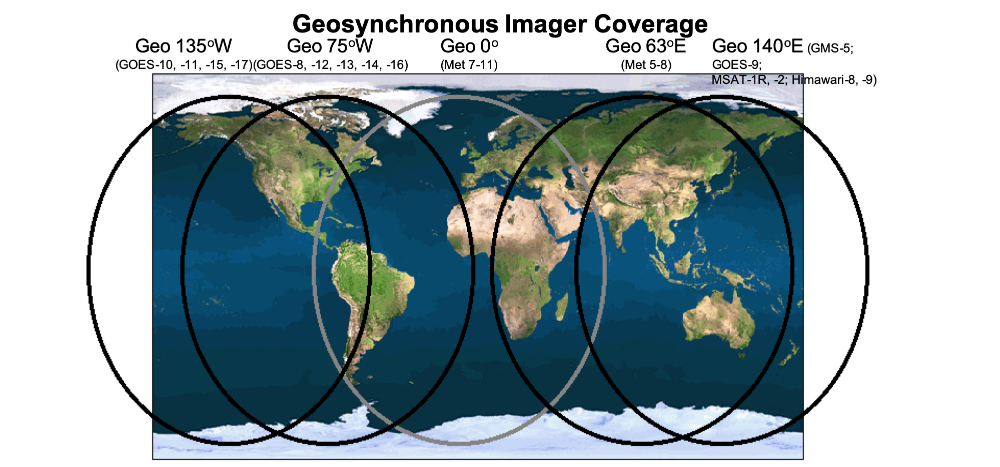 Geosynchronous Imager Coverage
Geo 135ºW
(GOES-10, -11, -15, -17)
Geo 75ºW
(GOES-8, -12, -13, -14, -16)
Geo 0º
(Met 7-11)
Geo 63ºE
(Met 5-8)
Geo 140ºE (GMS-5;
GOES-9;
MSAT-1R, -2; Himawari-8, -9)